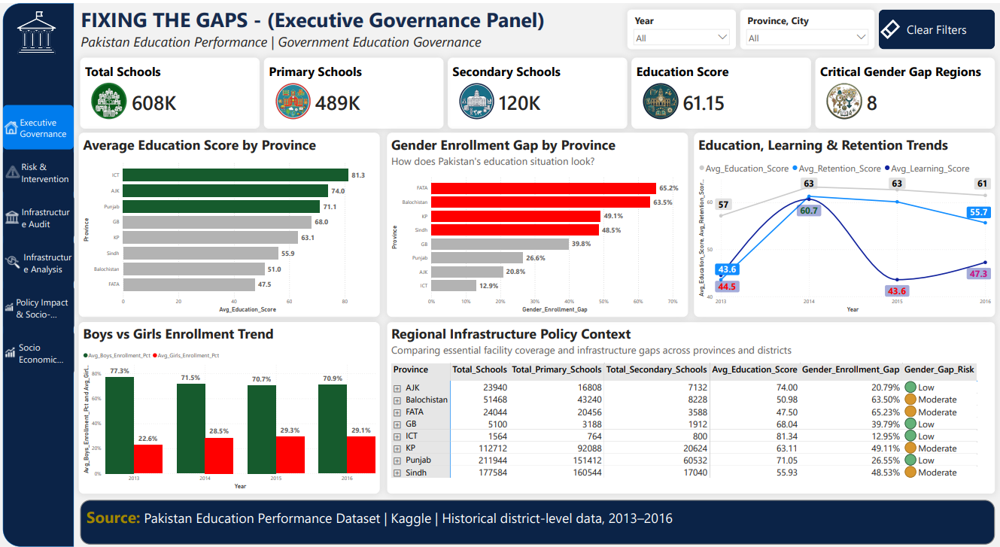 FIXING THE GAPS - (Executive Governance Panel)
Pakistan Education Performance | Government Education Governance
Year
All
Province, City
All
Clear Filters
Executive
Governance
Risk &
Intervention
Infrastructur
e Audit
Infrastructur
e Analysis
Policy Impact
& Socio-...
Socio
Economic...
Total Schools
608K
Primary Schools
489K
Secondary Schools
120K
Education Score
61.15
Critical Gender Gap Regions
8
Average Education Score by Province
Province
ICT 81.3
AJK 74.0
Punjab 71.1
GB 68.0
KP 63.1
Sindh 55.9
Balochistan 51.0
FATA 47.5
0 20 40 60 80
Avg_Education_Score
Gender Enrollment Gap by Province
How does Pakistan's education situation look?
Province
FATA 65.2%
Balochistan 63.5%
KP 49.1%
Sindh 48.5%
GB 39.8%
Punjab 26.6%
AJK 20.8%
ICT 12.9%
0% 10% 20% 30% 40% 50% 60% 70%
Gender_Enrollment_Gap
Education, Learning & Retention Trends
Avg_Education_Score Avg_Retention_Score Avg_Learning_Score
Avg_Education_Score, Avg_Retention_Scor...
63 63 61
57
60
60.7
55.7
50
43.6
47.3
44.5
43.6
40
2013 2014 2015 2016
Year
Boys vs Girls Enrollment Trend
Avg_Boys_Enrollment_Pct Avg_Girls_Enrollment_Pct
Avg_Boys_Enrollment_Pct and Avg_Girl...
80%
60%
40%
20%
0%
77.3% 71.5% 70.7% 70.9%
22.6% 28.5% 29.3% 29.1%
2013 2014 2015 2016
Year
Regional Infrastructure Policy Context
Comparing essential facility coverage and infrastructure gaps across provinces and districts
Province Total_Schools Total_Primary_Schools Total_Secondary_Schools Avg_Education_Score Gender_Enrollment_Gap Gender_Gap_Risk
AJK 23940 16808 7132 74.00 20.79% Low
Balochistan 51468 43240 8228 50.98 63.50% Moderate
FATA 24044 20456 3588 47.50 65.23% Moderate
GB 5100 3188 1912 68.04 39.79% Low
ICT 1564 764 800 81.34 12.95% Low
KP 112712 92088 20624 63.11 49.11% Moderate
Punjab 211944 151412 60532 71.05 26.55% Low
Sindh 177584 160544 17040 55.93 48.53% Moderate
Source: Pakistan Education Performance Dataset | Kaggle | Historical district-level data, 2013–2016